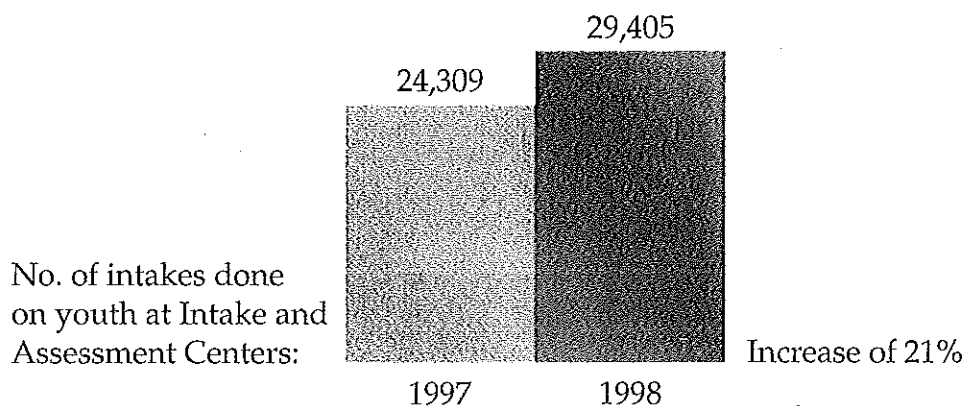 29,405
24,309
No. of intakes done
on youth at Intake and
Assessment Centers:
Increase of 21%
1997
1998